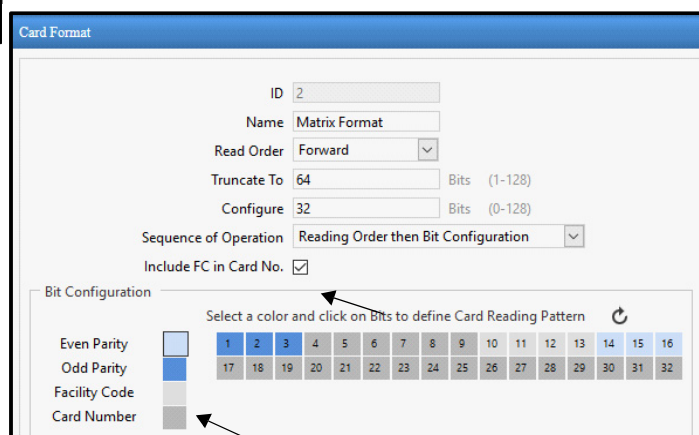 Card Format
ID 2
Name Matrix Format
Read Order Forward
Truncate To 64 Bits (1-128)
Configure 32 Bits (0-128)
Sequence of Operation Reading Order then Bit Configuration
Include FC in Card No.
Bit Configuration
Select a color and click on Bits to define Card Reading Pattern
Even Parity 1 2 3 4 5 6 7 8 9 10 11 12 13 14 15 16
Odd Parity 17 18 19 20 21 22 23 24 25 26 27 28 29 30 31 32
Facility Code
Card Number